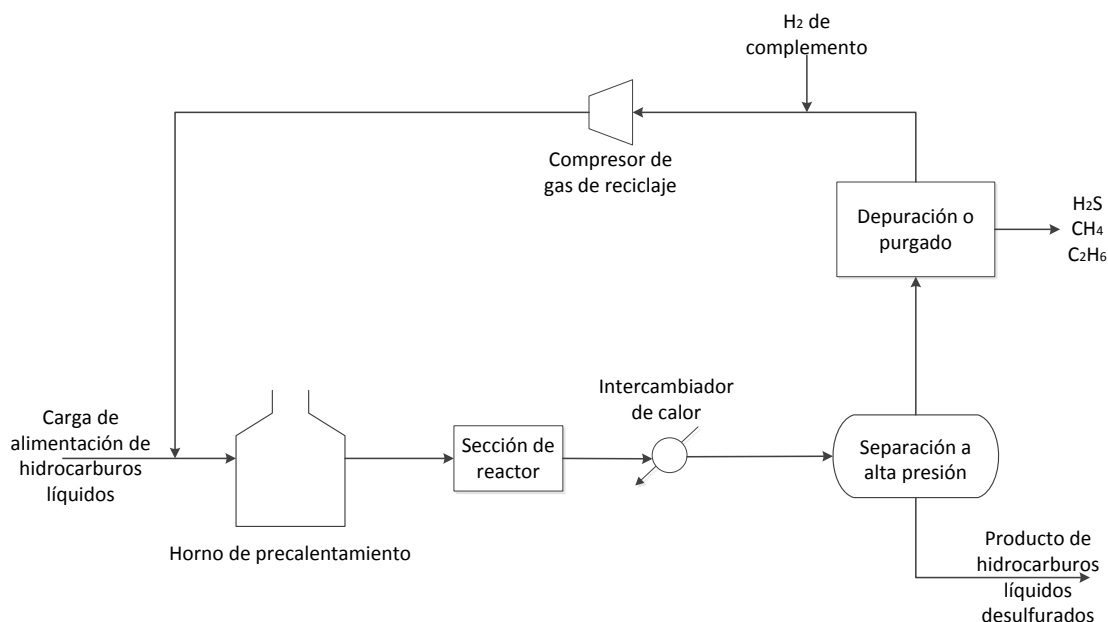 H2 de
complemento
Compresor de
gas de reciclaje
Depuración o
purgado
H2S
CH4
C2H6
Carga de
alimentación de
hidrocarburos
líquidos
Horno de precalentamiento
Sección de
reactor
Intercambiador
de calor
Separación a
alta presión
Producto de
hidrocarburos
líquidos
desulfurados